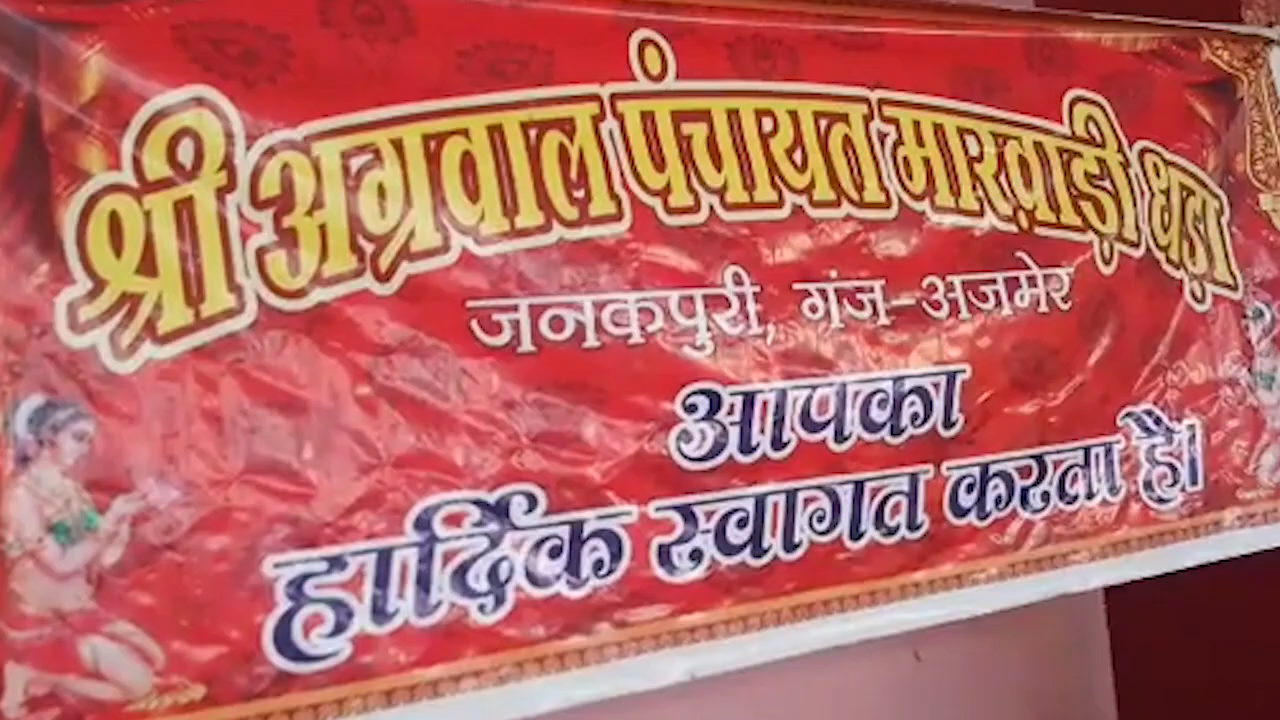 श्री अग्रवाल पंचायत मारव़ाड़ी धड़ा
जनकपुरी, गंज-अजमेर
आपका
हार्दिक स्वागत करता है।